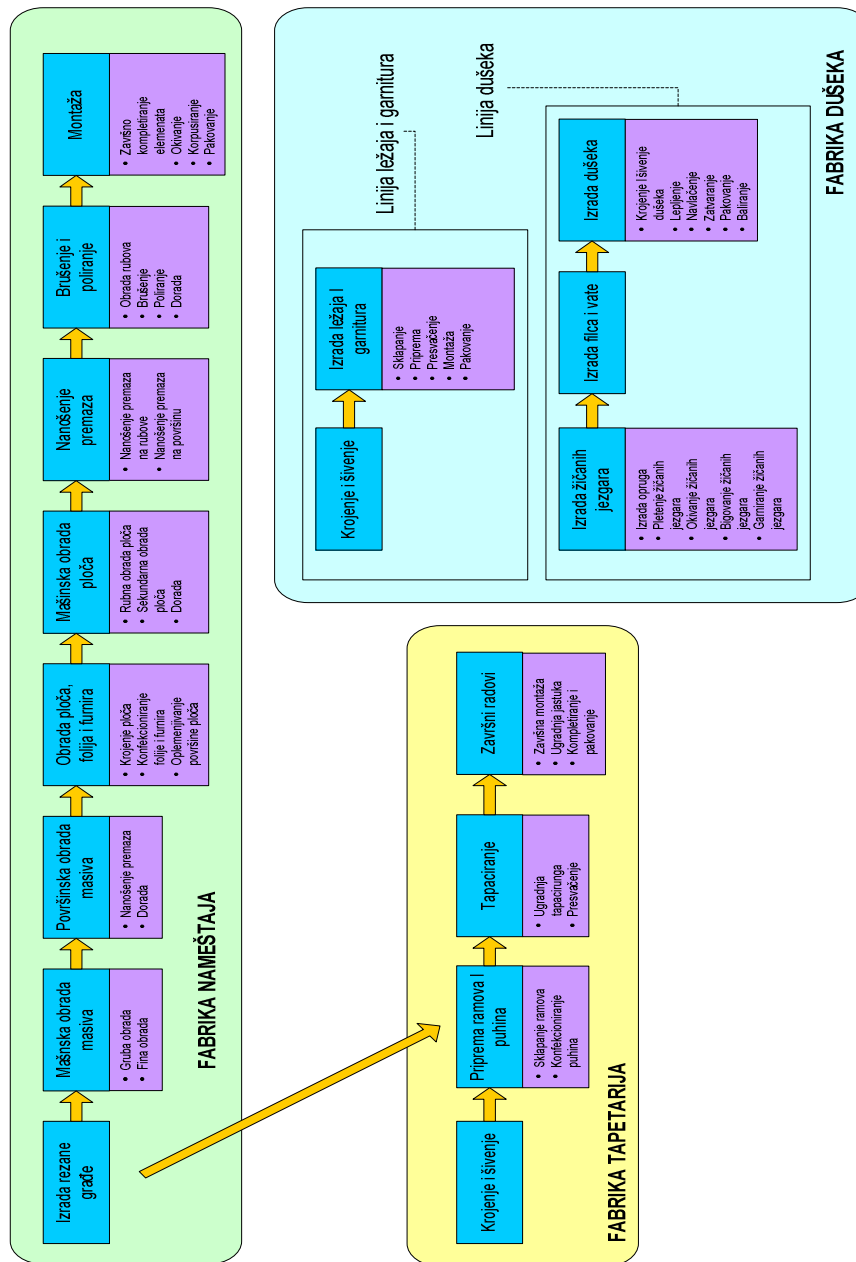 Izrada rezane
građe
Mašnska obrada
masiva
• Gruba obrada
• Fina obrada
Površinska obrada
masiva
• Nanošenje premaza
• Dorada
Obrada ploča,
folija i furnira
• Krojenje ploča
• Konfekcioniranje
folije i furnira
• Oplemenjivanje
površine ploča
Mašinska obrada
ploča
• Rubna obrada ploča
• Sekundarna obrada
ploča
• Dorada
Nanošenje
premaza
• Nanošenje premaza
na rubove
• Nanošenje premaza
na površinu
Brušenje i
poliranje
• Obrada rubova
• Brušenje
• Poliranje
• Dorada
Montaža
• Zavišno
kompletiranje
elemenata
• Okivanje
• Korpusiranje
• Pakovanje
FABRIKA NAMEŠTAJA
Krojenje i šivenje
Priprema ramova I
puhina
• Sklapanje ramova
• Konfekcioniranje
puhina
Tapaciranje
• Ugradnja
tapacirunga
• Presvačenje
Završni radovi
• Završna montaža
• Ugradnja jastuka
• Kompletiranje i
pakovanje
FABRIKA TAPETARIJA
Linija ležaja i garnitura
Krojenje i šivenje
Izrada ležaja I
garnitura
• Sklapanje
• Priprema
• Presvačenje
• Montaža
• Pakovanje
Linija dušeka
Izrada žičanih
jezgara
• Izrada opruga
• Pletenje žičanih
jezgara
• Okivanje žičanih
jezgara
• Bigovanje žičanih
jezgara
• Garniranje žičanih
jezgara
Izrada filca i vate
Izrada dušeka
• Krojenje I šivenje
dušeka
• Lepljenje
• Navlačenje
• Zatvaranje
• Pakovanje
• Baliranje
FABRIKA DUŠEKA